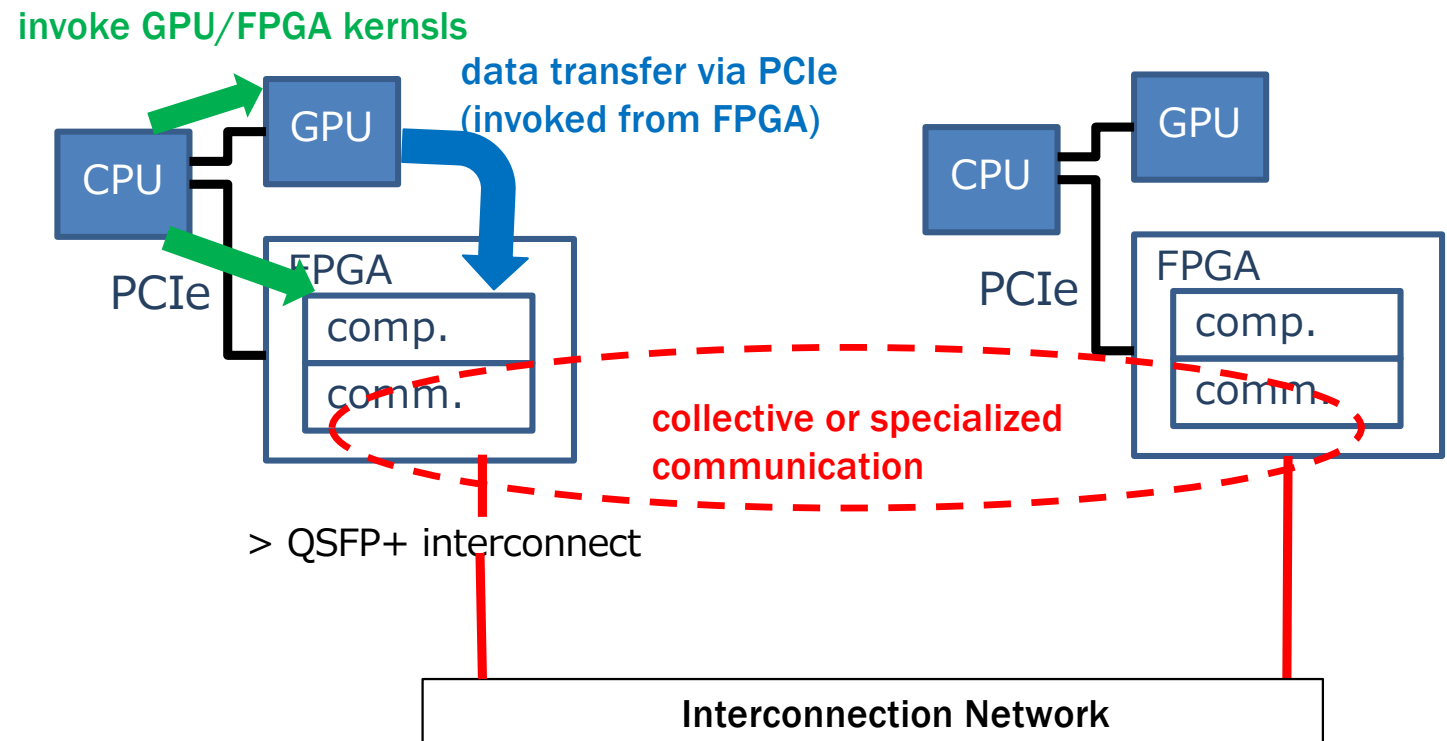 invoke GPU/FPGA kernsls
data transfer via PCIe
(invoked from FPGA)
GPU
CPU
PCIe
FPGA
comp.
comm.
GPU
CPU
PCIe
FPGA
comp.
comm.
collective or specialized
communication
> QSFP+ interconnect
Interconnection Network